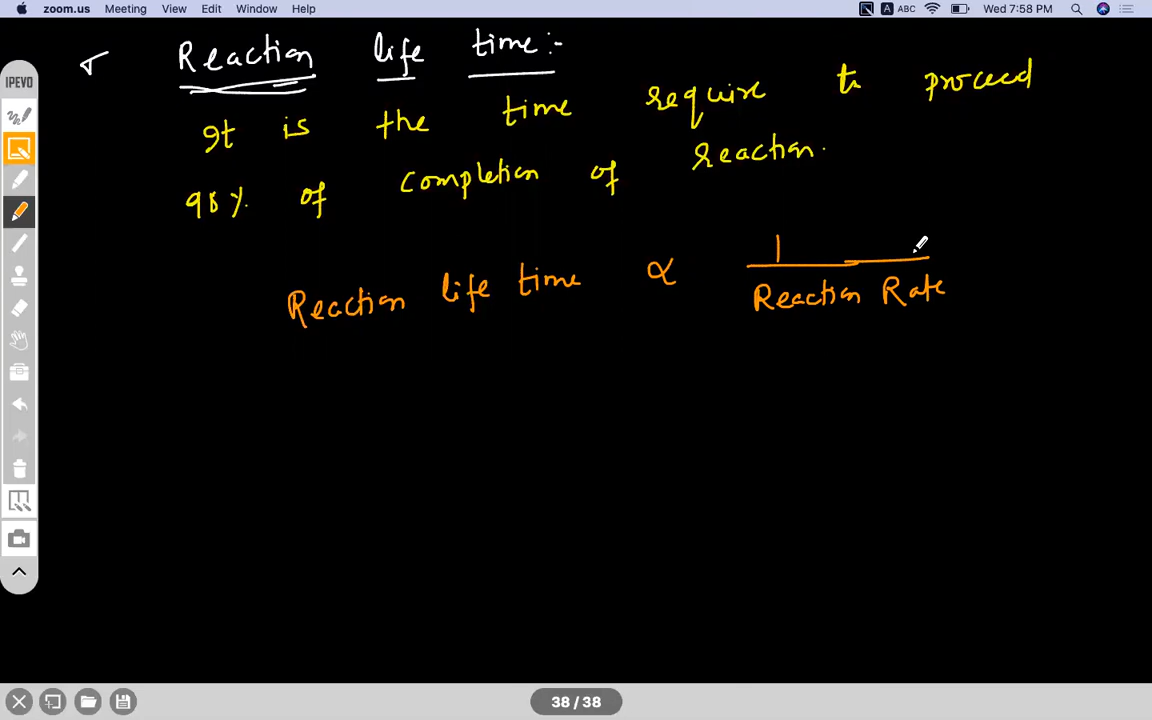 zoom.us Meeting View Edit Window Help A ABC Wed 7:58 PM
IPEVO
Reaction life time :-
It is the time require to proceed
98% of completion of reaction.
Reaction life time ∝ 1
Reaction Rate
38 / 38